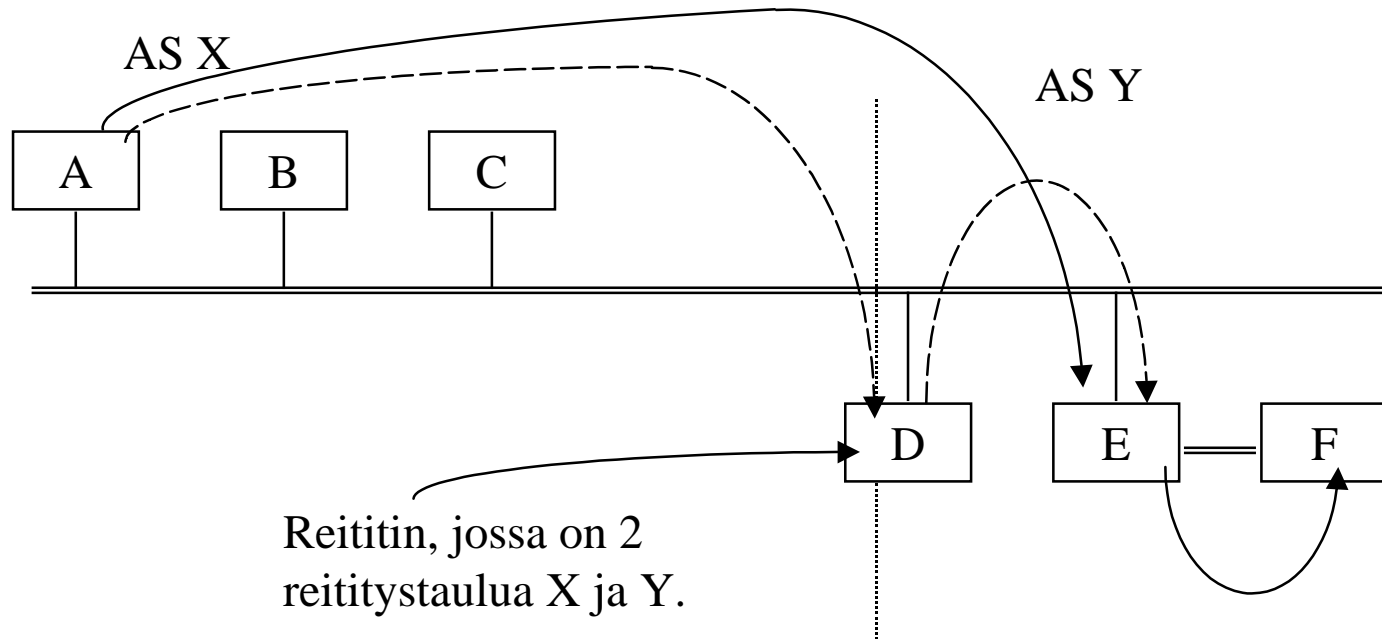 AS X
AS Y
A
B
C
D
E
F
Reititin, jossa on 2
reititystaulua X ja Y.